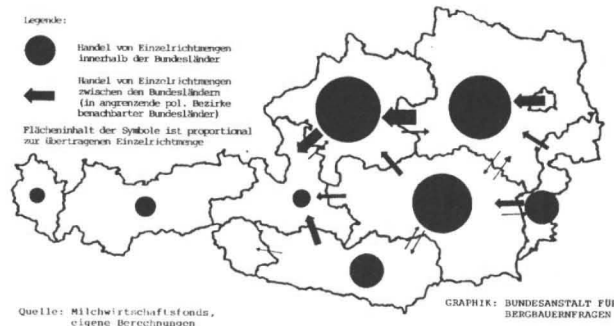 Legende:
Handel von Einzelrichtmengen
innerhalb der Bundesländer
Handel von Einzelrichtmengen
zwischen den Bundesländern
(in angrenzende pol. Bezirke
benachbarter Bundesländer)
Flächeninhalt der Symbole ist proportional
zur übertragenen Einzelrichtmenge
Quelle: Milchwirtschaftsfonds,
eigene Berechnungen
GRAPHIK: BUNDESANSTALT FÜR
BERGBAUERNFRAGEN